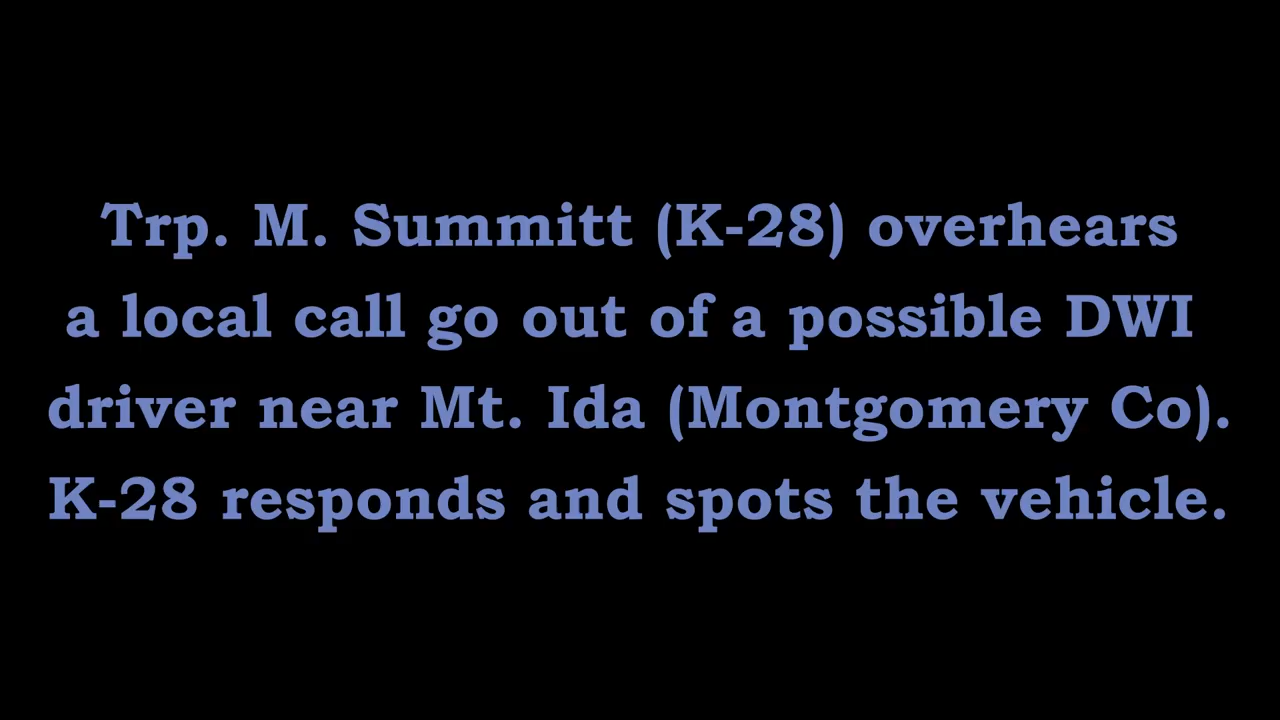 Trp. M. Summitt (K-28) overhears
a local call go out of a possible DWI
driver near Mt. Ida (Montgomery Co).
K-28 responds and spots the vehicle.